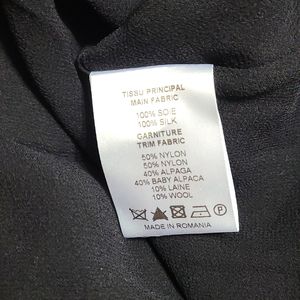 TISSU PRINCIPAL
MAIN FABRIC
100% SOIE
100% SILK
GARNITURE
TRIM FABRIC
50% NYLON
50% NYLON
40% ALPAGA
40% BABY ALPACA
10% LAINE
10% WOOL
P
MADE IN ROMANIA